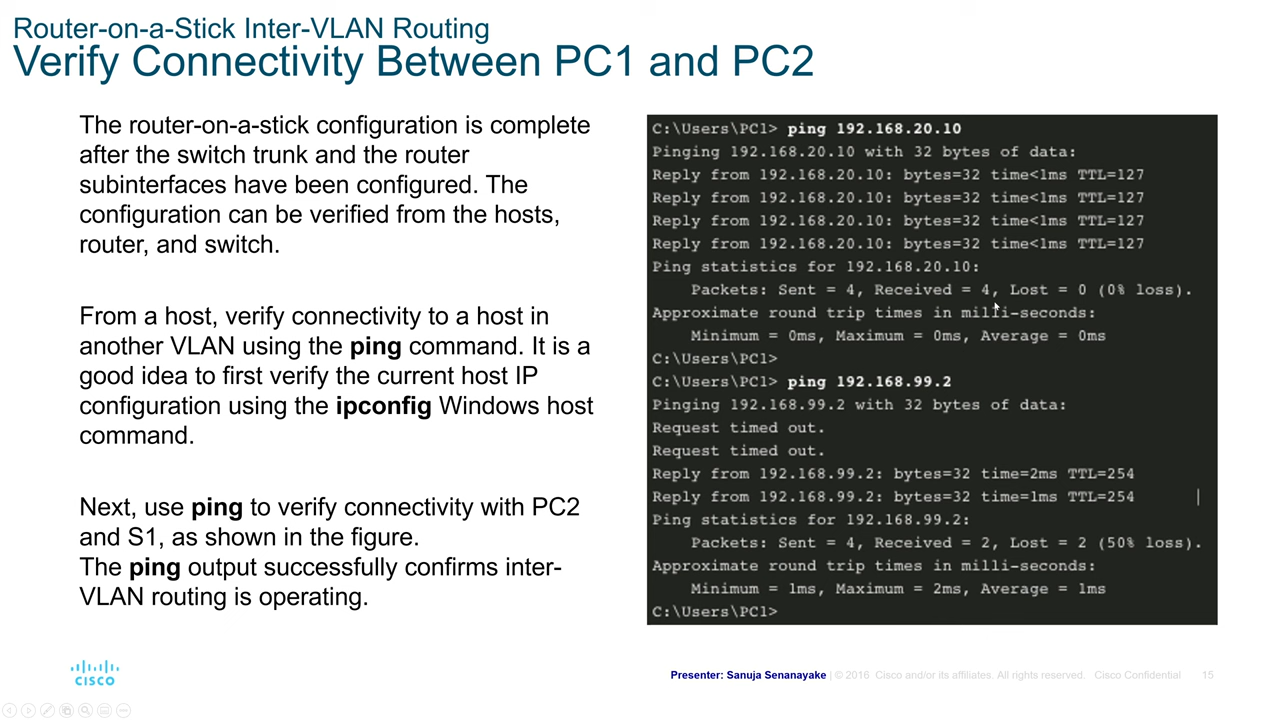 Router-on-a-Stick Inter-VLAN Routing
Verify Connectivity Between PC1 and PC2
The router-on-a-stick configuration is complete
after the switch trunk and the router
subinterfaces have been configured. The
configuration can be verified from the hosts,
router, and switch.
From a host, verify connectivity to a host in
another VLAN using the ping command. It is a
good idea to first verify the current host IP
configuration using the ipconfig Windows host
command.
Next, use ping to verify connectivity with PC2
and S1, as shown in the figure.
The ping output successfully confirms inter-
VLAN routing is operating.
C:\Users\PC1> ping 192.168.20.10
Pinging 192.168.20.10 with 32 bytes of data:
Reply from 192.168.20.10: bytes=32 time<1ms TTL=127
Reply from 192.168.20.10: bytes=32 time<1ms TTL=127
Reply from 192.168.20.10: bytes=32 time<1ms TTL=127
Reply from 192.168.20.10: bytes=32 time<1ms TTL=127
Ping statistics for 192.168.20.10:
Packets: Sent = 4, Received = 4, Lost = 0 (0% loss).
Approximate round trip times in milli-seconds:
Minimum = 0ms, Maximum = 0ms, Average = 0ms
C:\Users\PC1>
C:\Users\PC1> ping 192.168.99.2
Pinging 192.168.99.2 with 32 bytes of data:
Request timed out.
Request timed out.
Reply from 192.168.99.2: bytes=32 time=2ms TTL=254
Reply from 192.168.99.2: bytes=32 time=1ms TTL=254
Ping statistics for 192.168.99.2:
Packets: Sent = 4, Received = 2, Lost = 2 (50% loss).
Approximate round trip times in milli-seconds:
Minimum = 1ms, Maximum = 2ms, Average = 1ms
C:\Users\PC1>
CISCO
Presenter: Sanuja Senanayake | © 2016 Cisco and/or its affiliates. All rights reserved. Cisco Confidential 15